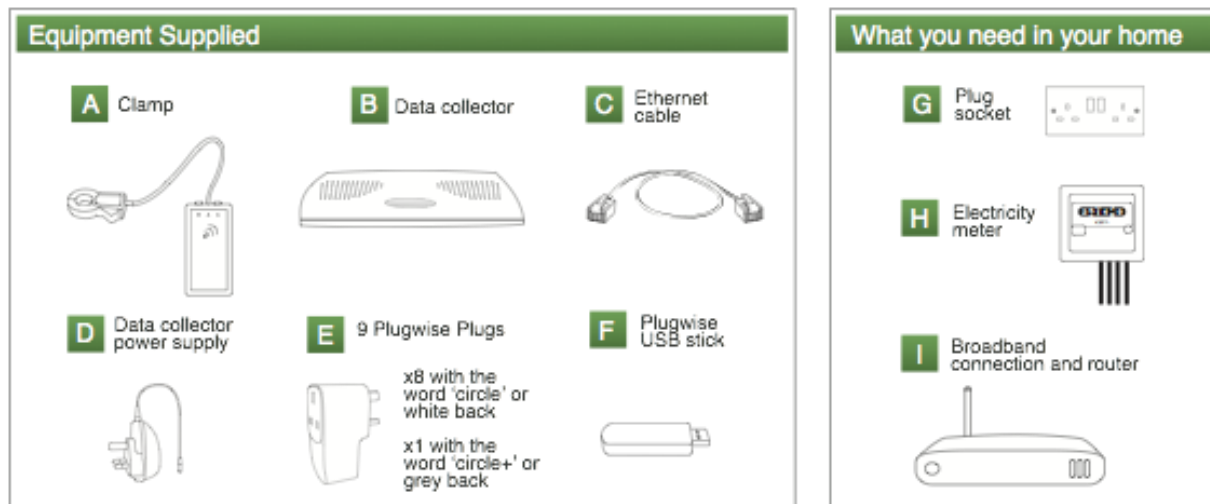 Equipment Supplied
A Clamp
B Data collector
C Ethernet
cable
D Data collector
power supply
E 9 Plugwise Plugs
x8 with the
word 'circle' or
white back
x1 with the
word 'circle+' or
grey back
F Plugwise
USB stick
What you need in your home
G Plug
socket
H Electricity
meter
I Broadband
connection and router